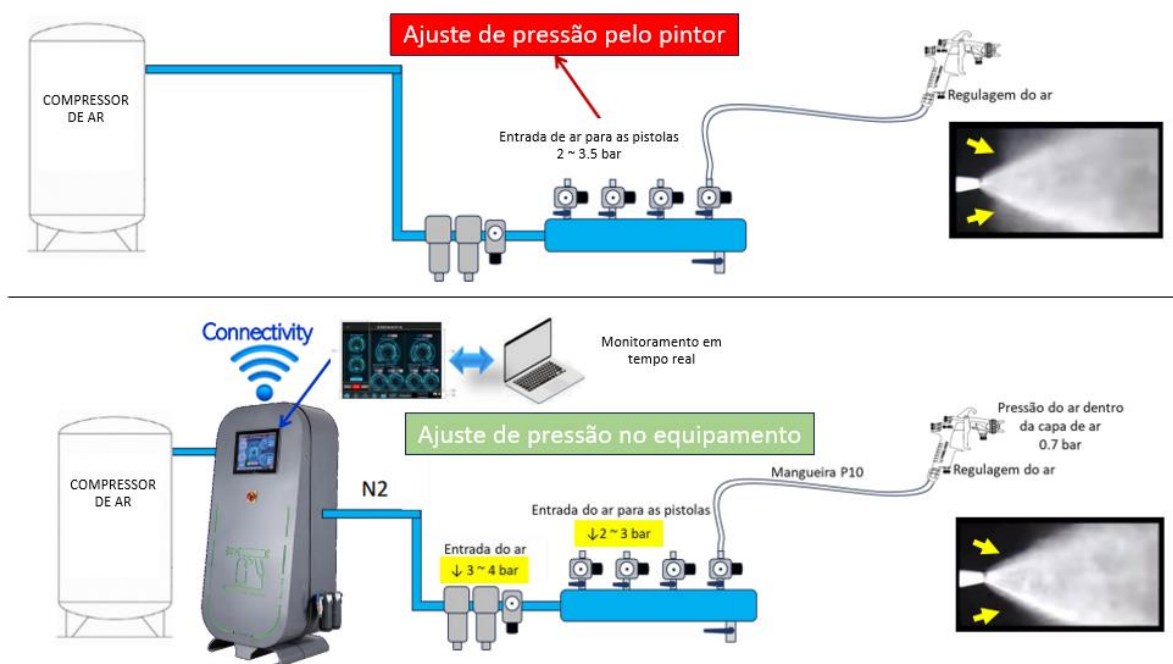 Ajuste de pressão pelo pintor
COMPRESSOR
DE AR
Entrada de ar para as pistolas
2 ~ 3.5 bar
Regulagem do ar
Connectivity
Monitoramento em
tempo real
Ajuste de pressão no equipamento
Pressão do ar dentro
da capa de ar
0.7 bar
COMPRESSOR
DE AR
N2
Mangueira P10
Regulagem do ar
Entrada do ar para as pistolas
↓2 ~ 3 bar
Entrada do ar
↓ 3 ~ 4 bar